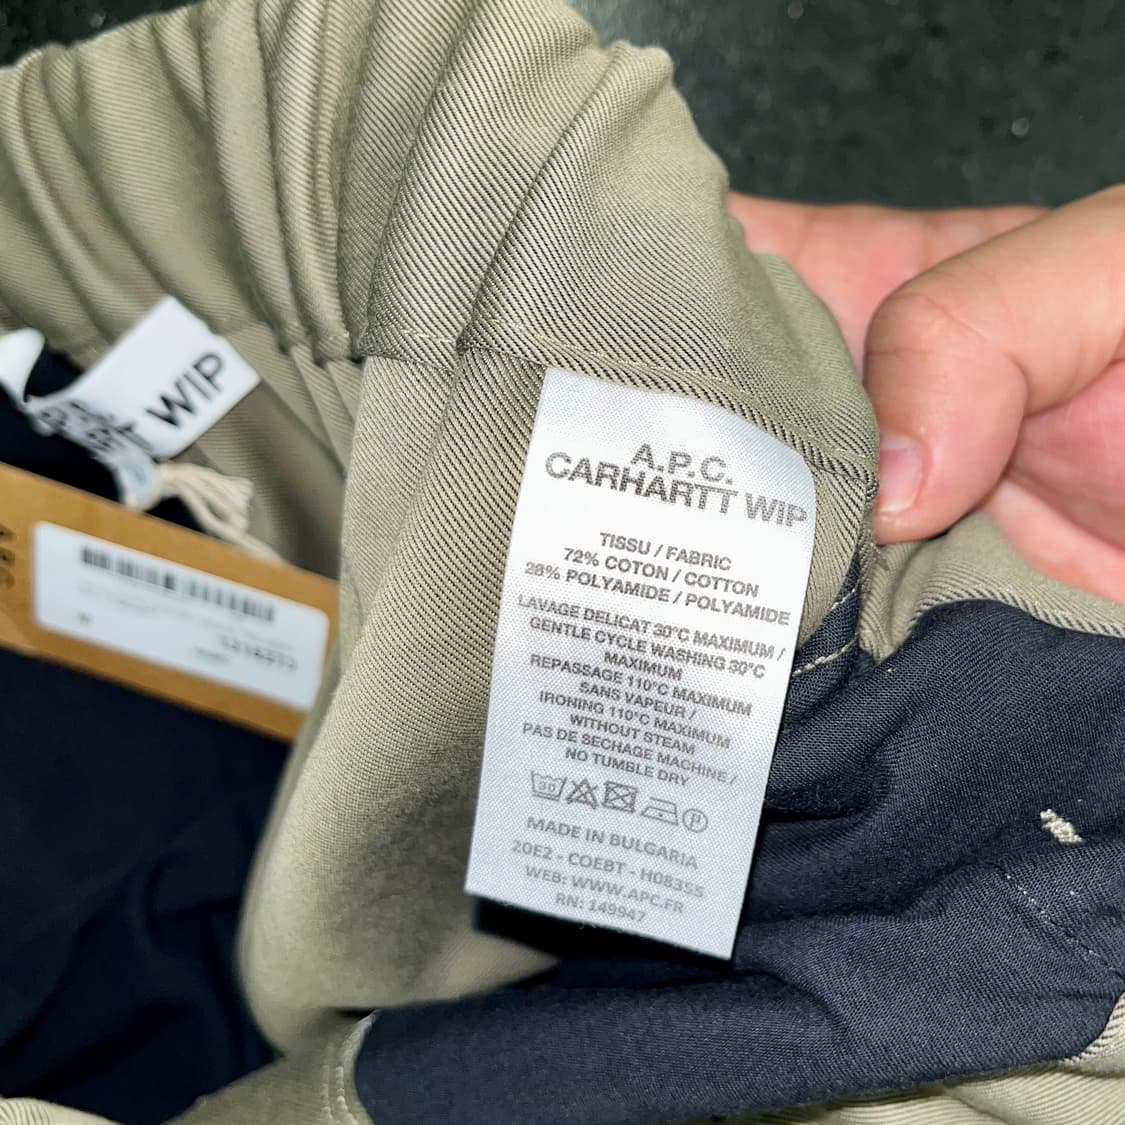 A.P.C.
CARHARTT WIP
TISSU / FABRIC
72% COTON / COTTON
28% POLYAMIDE / POLYAMIDE
LAVAGE DELICAT 30°C MAXIMUM /
GENTLE CYCLE WASHING 30°C
MAXIMUM
REPASSAGE 110°C MAXIMUM
SANS VAPEUR /
IRONING 110°C MAXIMUM
WITHOUT STEAM
PAS DE SECHAGE MACHINE /
NO TUMBLE DRY
30 P
MADE IN BULGARIA
20E2 - COEBT - H08355
WEB: WWW.APC.FR
RN: 149947
WIP